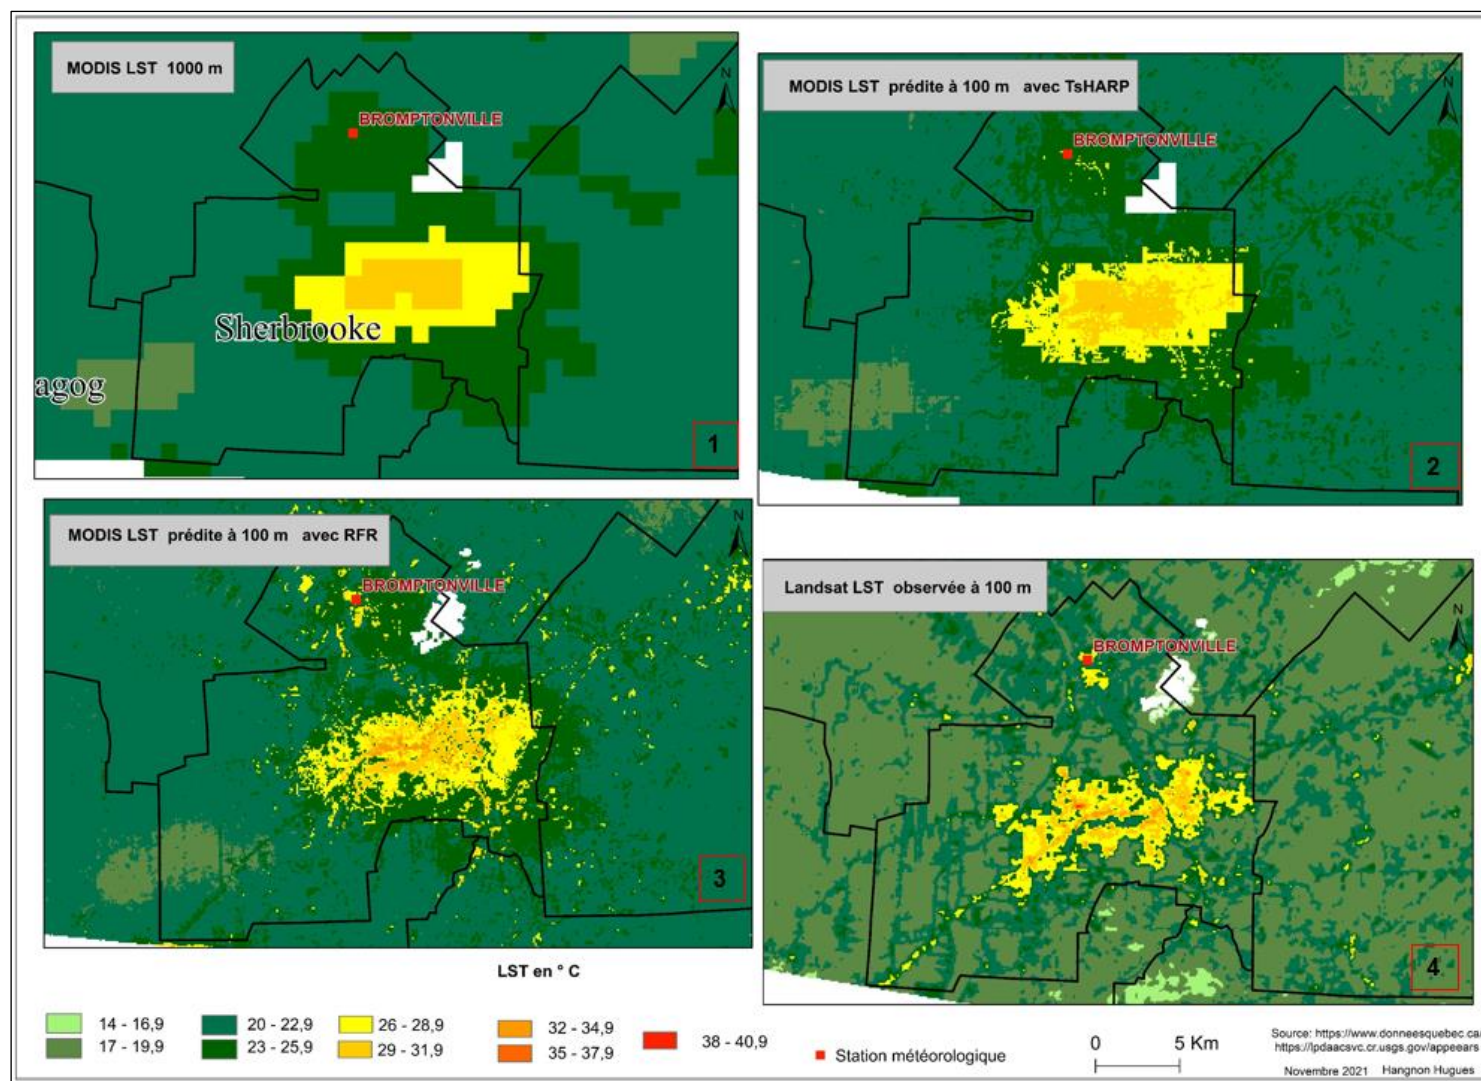 MODIS LST 1000 m
N
BROMPTONVILLE
Sherbrooke
agog
1
MODIS LST prédite à 100 m avec TsHARP
N
BROMPTONVILLE
2
MODIS LST prédite à 100 m avec RFR
N
BROMPTONVILLE
3
Landsat LST observée à 100 m
N
BROMPTONVILLE
4
LST en ° C
14 - 16,9
17 - 19,9
20 - 22,9
23 - 25,9
26 - 28,9
29 - 31,9
32 - 34,9
35 - 37,9
38 - 40,9
Station météorologique
0 5 Km
Source: https://www.donneesquebec.ca/
https://lpdaacsvc.cr.usgs.gov/appeears
Novembre 2021 Hangnon Hugues